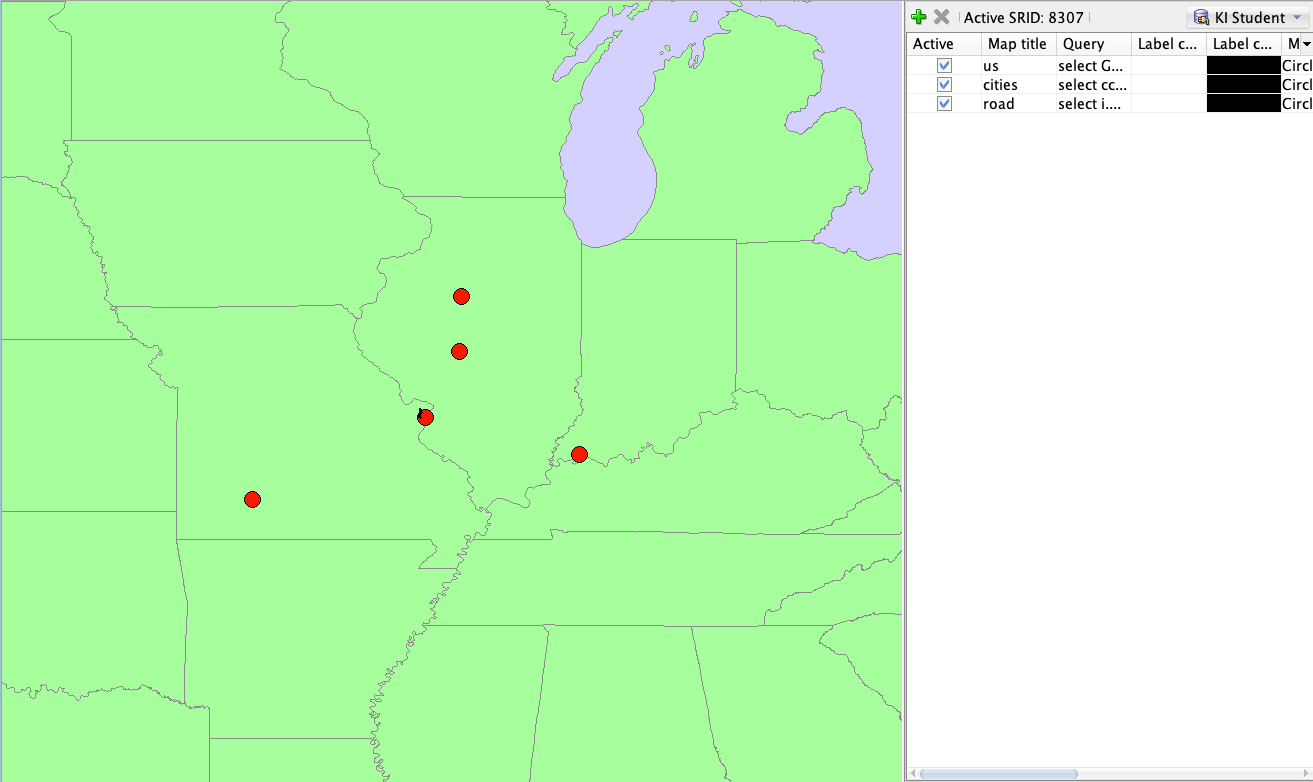 Active SRID: 8307 KI Student
Active Map title Query Label c... Label c... M
us select G... Circl
cities select cc... Circl
road select i.... Circl